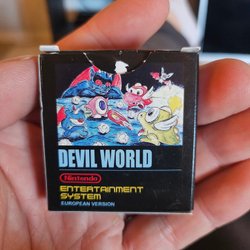 DEVIL WORLD
Nintendo
ENTERTAINMENT
SYSTEM
EUROPEAN VERSION